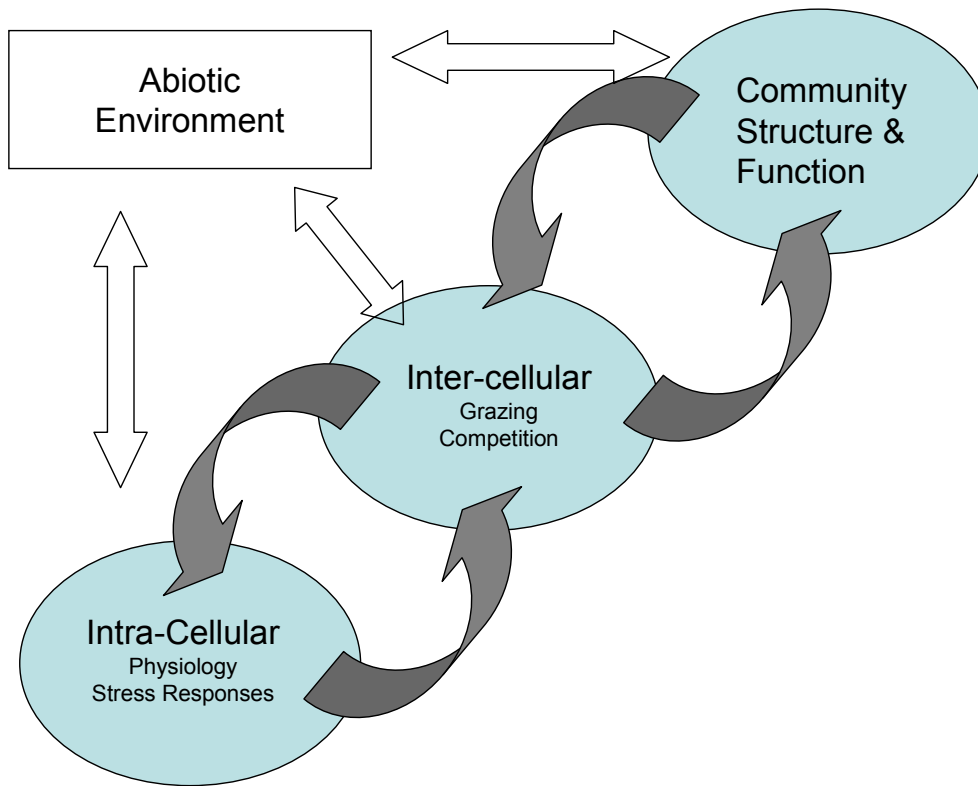 Abiotic
Environment
Community
Structure &
Function
Inter-cellular
Grazing
Competition
Intra-Cellular
Physiology
Stress Responses